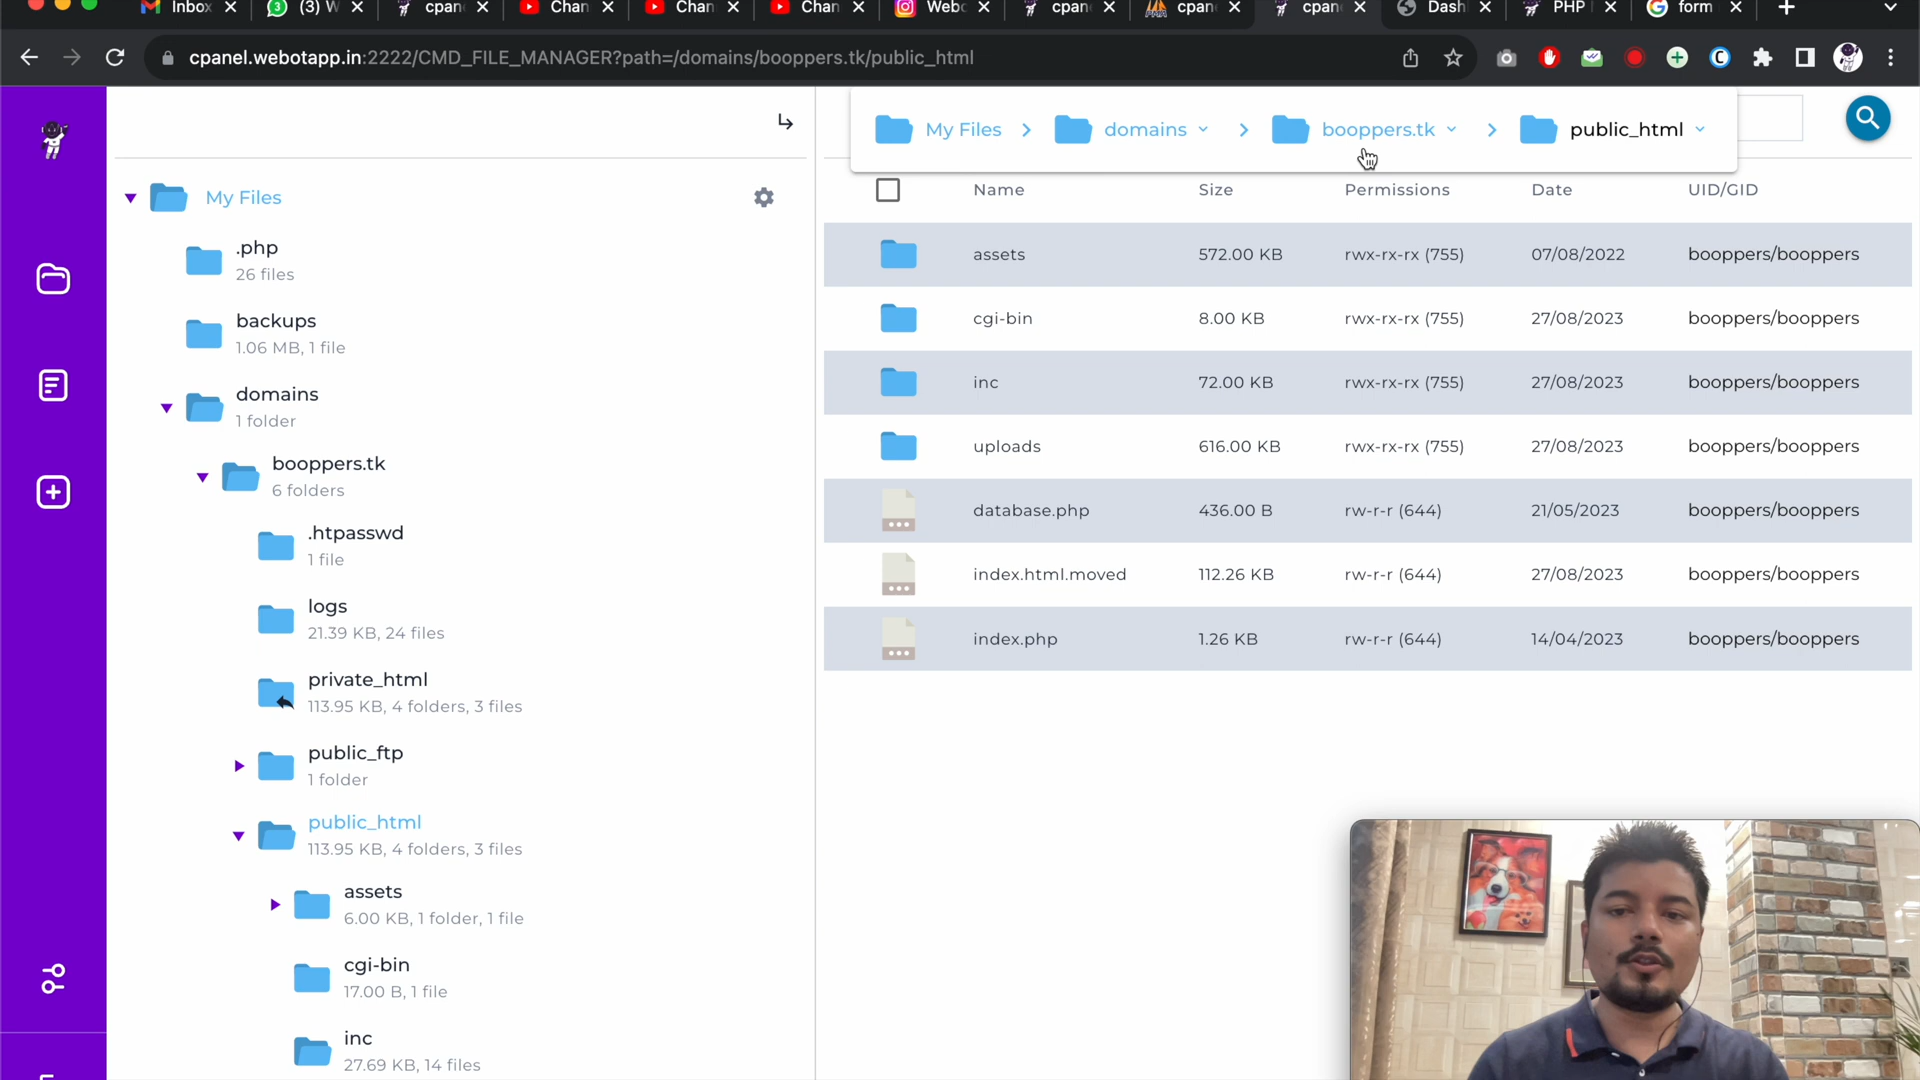 Inbox
(3) W
cpan
Chan
Chan
Chan
Webc
cpan
cpan
cpan
Dash
PHP
form
cpanel.webotapp.in:2222/CMD_FILE_MANAGER?path=/domains/booppers.tk/public_html
My Files
domains
booppers.tk
public_html
My Files
.php
26 files
backups
1.06 MB, 1 file
domains
1 folder
booppers.tk
6 folders
.htpasswd
1 file
logs
21.39 KB, 24 files
private_html
113.95 KB, 4 folders, 3 files
public_ftp
1 folder
public_html
113.95 KB, 4 folders, 3 files
assets
6.00 KB, 1 folder, 1 file
cgi-bin
17.00 B, 1 file
inc
27.69 KB, 14 files
Name Size Permissions Date UID/GID
assets 572.00 KB rwx-rx-rx (755) 07/08/2022 booppers/booppers
cgi-bin 8.00 KB rwx-rx-rx (755) 27/08/2023 booppers/booppers
inc 72.00 KB rwx-rx-rx (755) 27/08/2023 booppers/booppers
uploads 616.00 KB rwx-rx-rx (755) 27/08/2023 booppers/booppers
database.php 436.00 B rw-r-r (644) 21/05/2023 booppers/booppers
index.html.moved 112.26 KB rw-r-r (644) 27/08/2023 booppers/booppers
index.php 1.26 KB rw-r-r (644) 14/04/2023 booppers/booppers